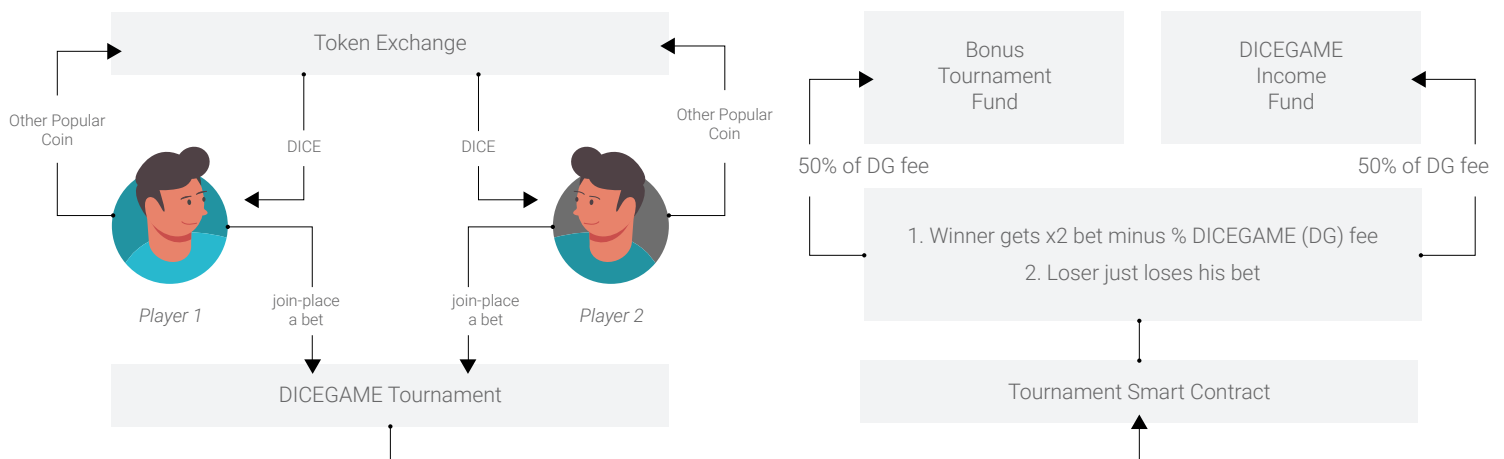 Token Exchange
Other Popular
Coin
DICE
DICE
Other Popular
Coin
Player 1
join-place
a bet
join-place
a bet
Player 2
DICEGAME Tournament
Bonus
Tournament
Fund
DICEGAME
Income
Fund
50% of DG fee
50% of DG fee
1. Winner gets x2 bet minus % DICEGAME (DG) fee
2. Loser just loses his bet
Tournament Smart Contract